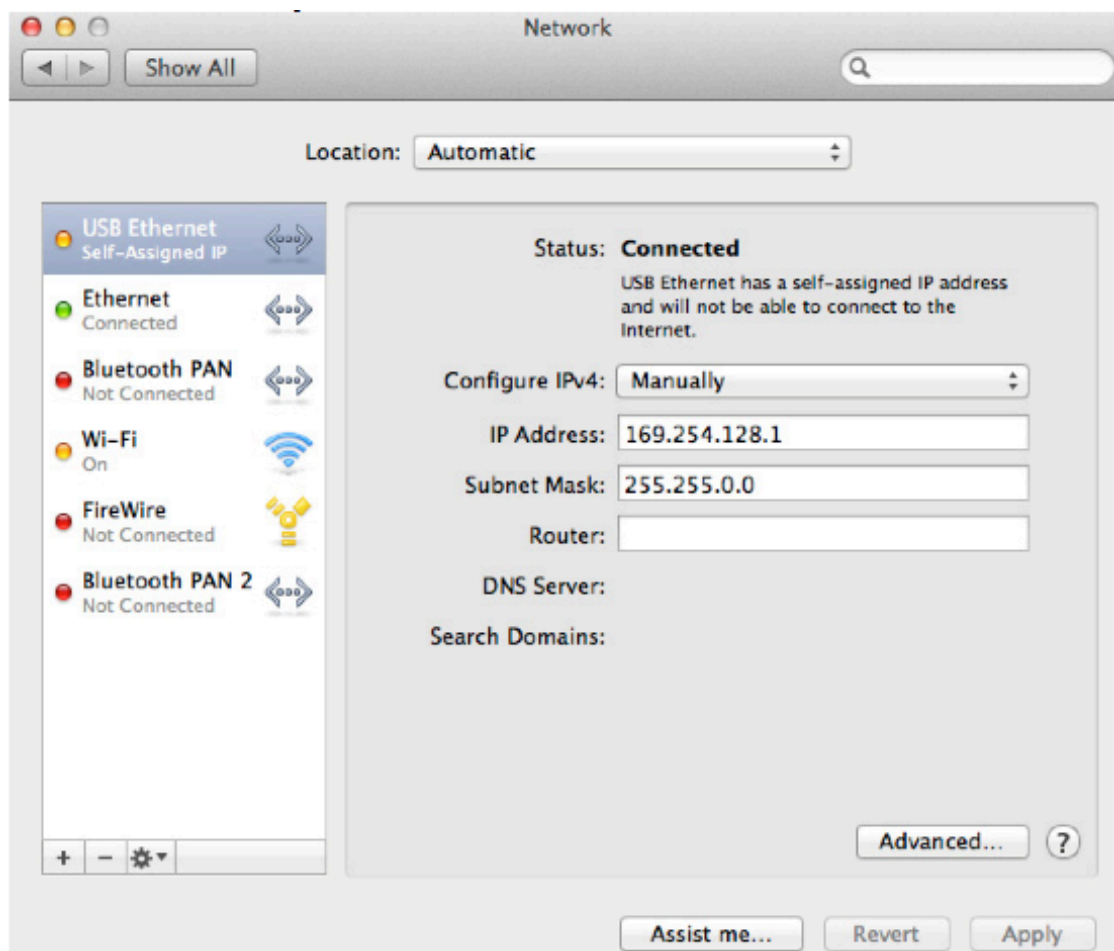 Network
Show All
Location: Automatic
USB Ethernet
Self-Assigned IP
Ethernet
Connected
Bluetooth PAN
Not Connected
Wi-Fi
On
FireWire
Not Connected
Bluetooth PAN 2
Not Connected
Status: Connected
USB Ethernet has a self-assigned IP address
and will not be able to connect to the
Internet.
Configure IPv4: Manually
IP Address: 169.254.128.1
Subnet Mask: 255.255.0.0
Router:
DNS Server:
Search Domains:
Advanced... ?
+ −
Assist me... Revert Apply